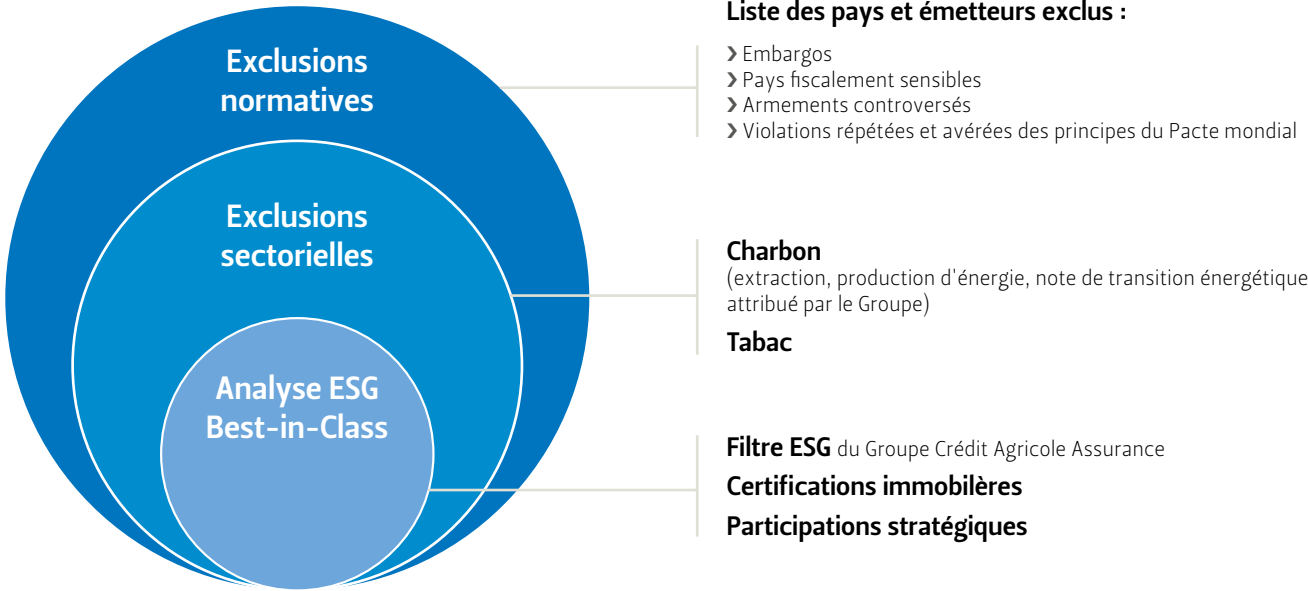 Exclusions
normatives
Liste des pays et émetteurs exclus :
› Embargos
› Pays fiscalement sensibles
› Armements controversés
› Violations répétées et avérées des principes du Pacte mondial
Exclusions
sectorielles
Charbon
(extraction, production d'énergie, note de transition énergétique
attribué par le Groupe)
Tabac
Analyse ESG
Best-in-Class
Filtre ESG du Groupe Crédit Agricole Assurance
Certifications immobilères
Participations stratégiques